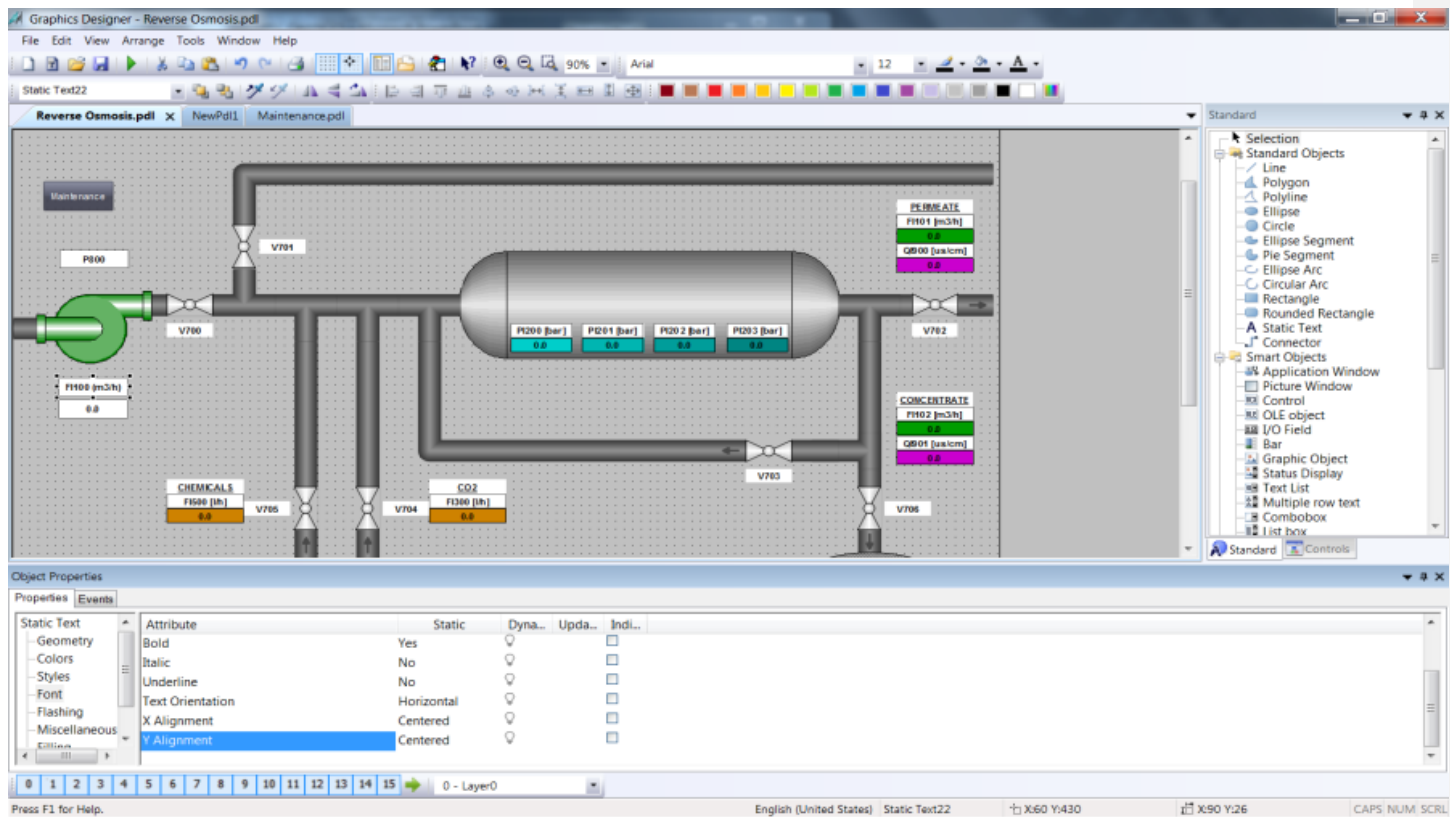 Graphics Designer - Reverse Osmosis.pdl
File Edit View Arrange Tools Window Help
90% Arial 12 A
Static Text22
Reverse Osmosis.pdl X NewPdl1 Maintenance.pdl
Maintenance
P800
V701
V700
FI100 [m3/h]
0.0
PI200 [bar] PI201 [bar] PI202 [bar] PI203 [bar]
0.0 0.0 0.0 0.0
PERMEATE
FI101 [m3/h]
0.0
QI900 [us/cm]
0.0
V702
CONCENTRATE
FI102 [m3/h]
0.0
QI901 [us/cm]
0.0
V703
CHEMICALS
FI500 [l/h]
0.0
V705
V704
CO2
FI300 [l/h]
0.0
V706
Standard
Selection
Standard Objects
Line
Polygon
Polyline
Ellipse
Circle
Ellipse Segment
Pie Segment
Ellipse Arc
Circular Arc
Rectangle
Rounded Rectangle
A Static Text
Connector
Smart Objects
Application Window
Picture Window
Control
OLE object
I/O Field
Bar
Graphic Object
Status Display
Text List
Multiple row text
Combobox
List box
Standard Controls
Object Properties
Properties Events
Static Text
Geometry
Colors
Styles
Font
Flashing
Miscellaneous
Filling
Attribute Static Dyna... Upda... Indi...
Bold Yes
Italic No
Underline No
Text Orientation Horizontal
X Alignment Centered
Y Alignment Centered
0 1 2 3 4 5 6 7 8 9 10 11 12 13 14 15 0 - Layer0
Press F1 for Help. English (United States) Static Text22 X:60 Y:430 X:90 Y:26 CAPS NUM SCRL